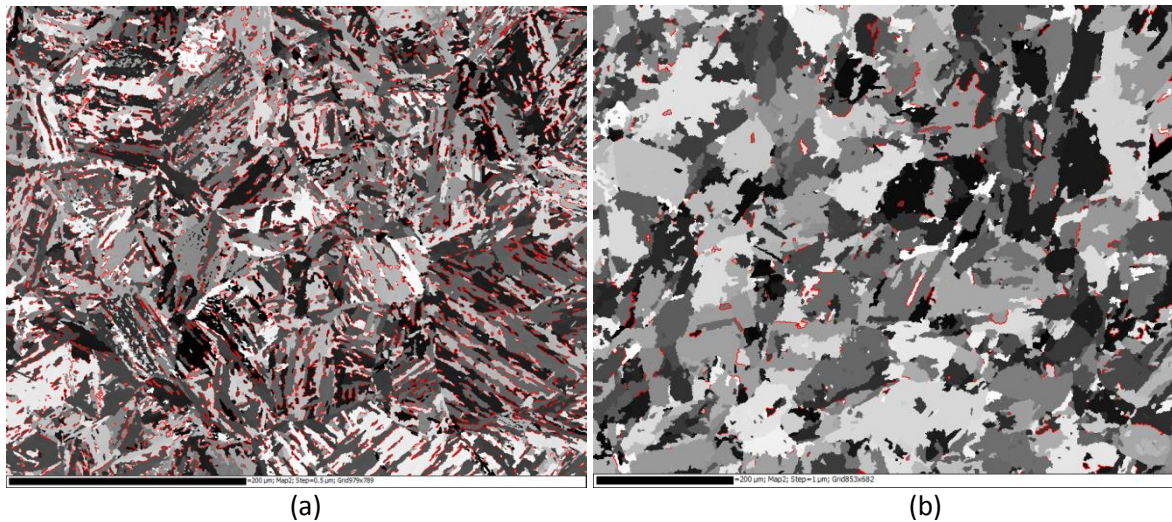 =200 µm; Map2; Step=0.5 µm; Grid979x789
=200 µm; Map2; Step=1 µm; Grid853x682
(a)
(b)